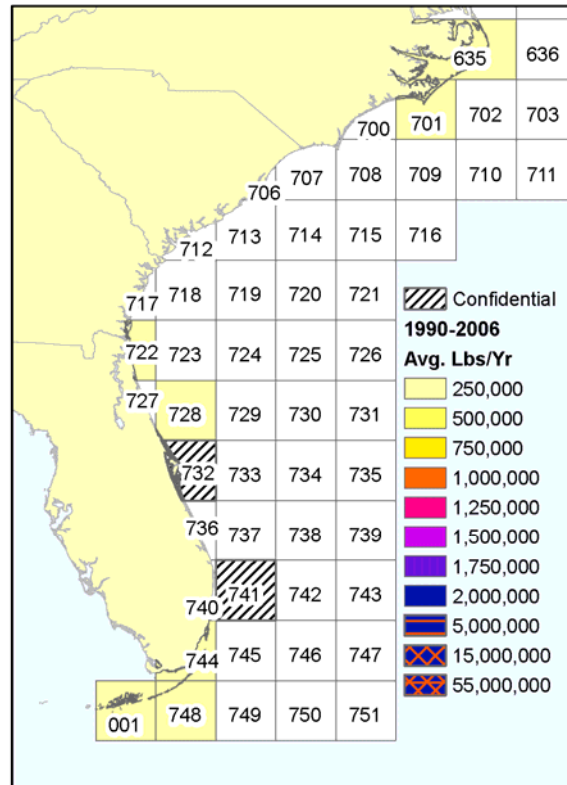 635 636
700 701 702 703
706 707 708 709 710 711
712 713 714 715 716
717 718 719 720 721
722 723 724 725 726
727 728 729 730 731
732 733 734 735
736 737 738 739
740 741 742 743
744 745 746 747
001 748 749 750 751
Confidential
1990-2006
Avg. Lbs/Yr
250,000
500,000
750,000
1,000,000
1,250,000
1,500,000
1,750,000
2,000,000
5,000,000
15,000,000
55,000,000